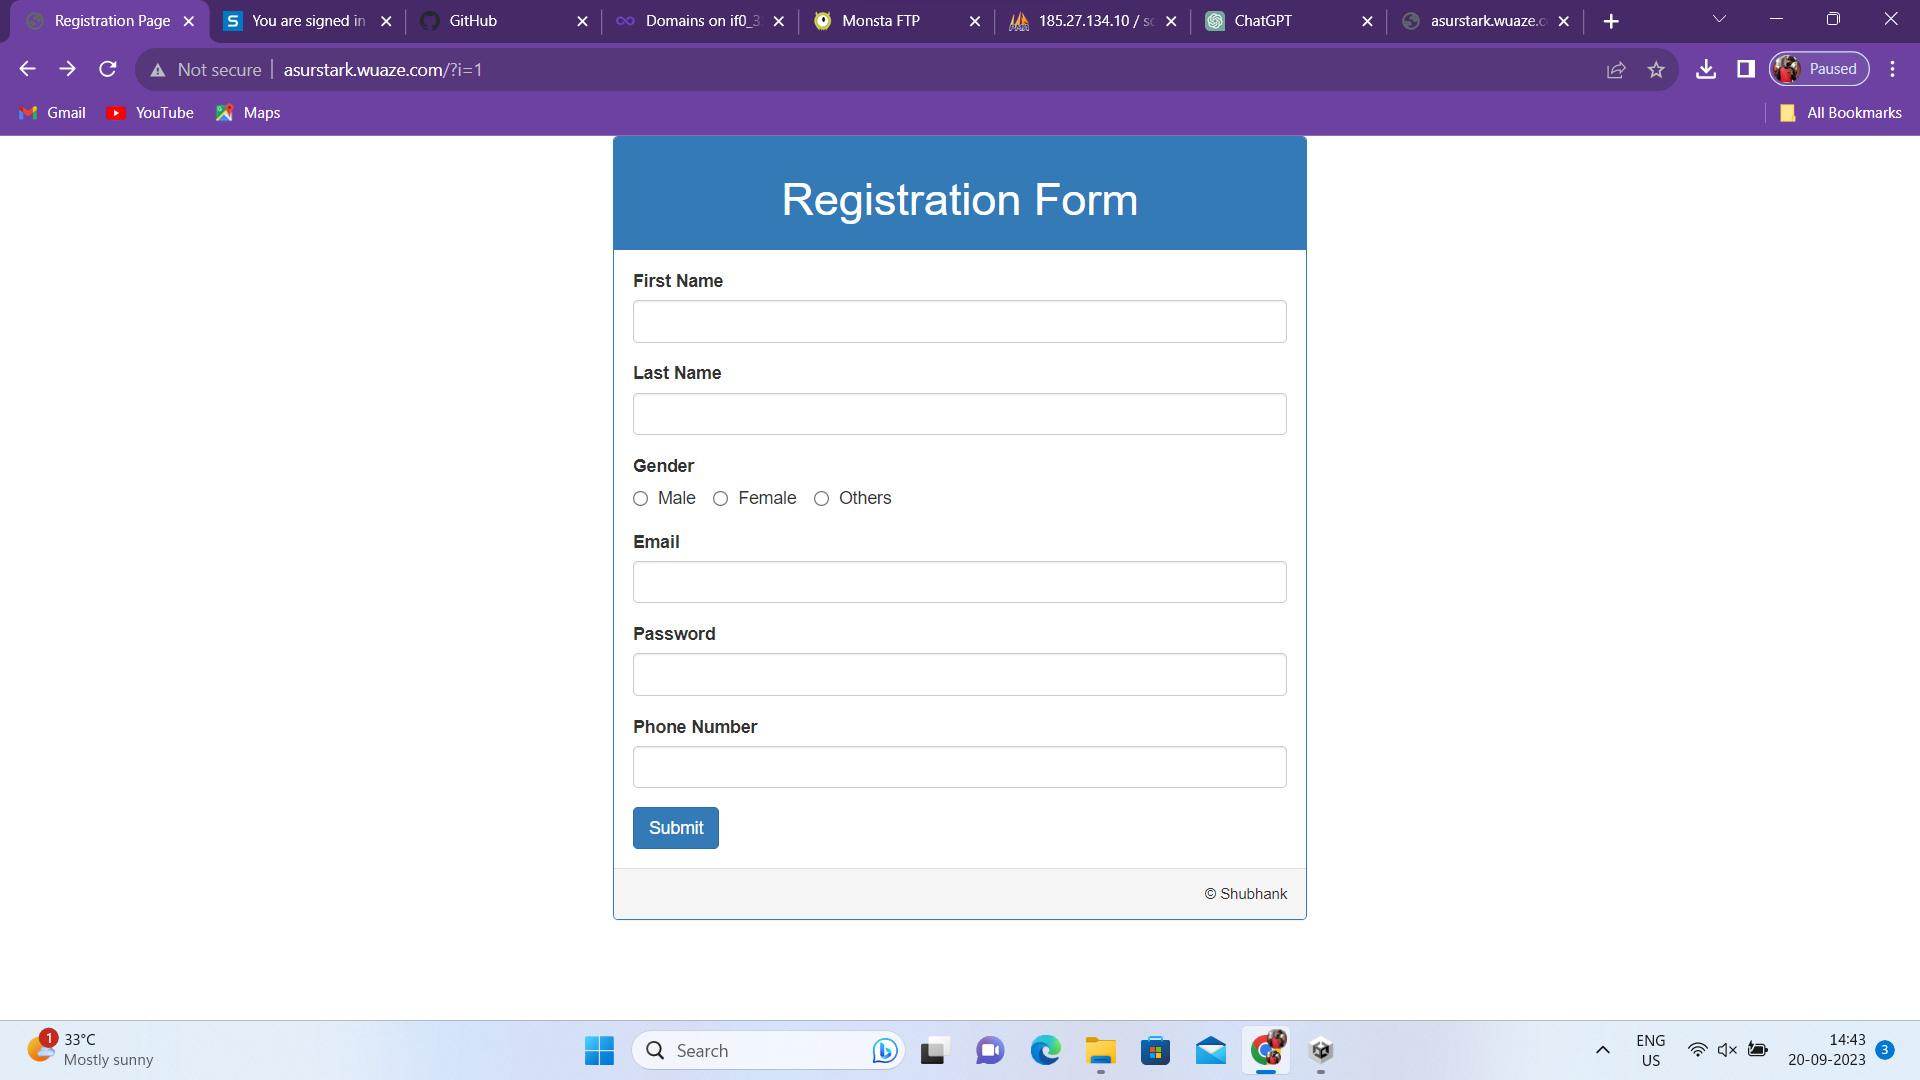 Registration Page
You are signed in
GitHub
Domains on if0_3
Monsta FTP
185.27.134.10 / sc
ChatGPT
asurstark.wuaze.c
Not secure asurstark.wuaze.com/?i=1
Paused
Gmail YouTube Maps All Bookmarks
Registration Form
First Name
Last Name
Gender
Male Female Others
Email
Password
Phone Number
Submit
© Shubhank
1
33°C
Mostly sunny
Search
ENG
US
14:43
20-09-2023
3